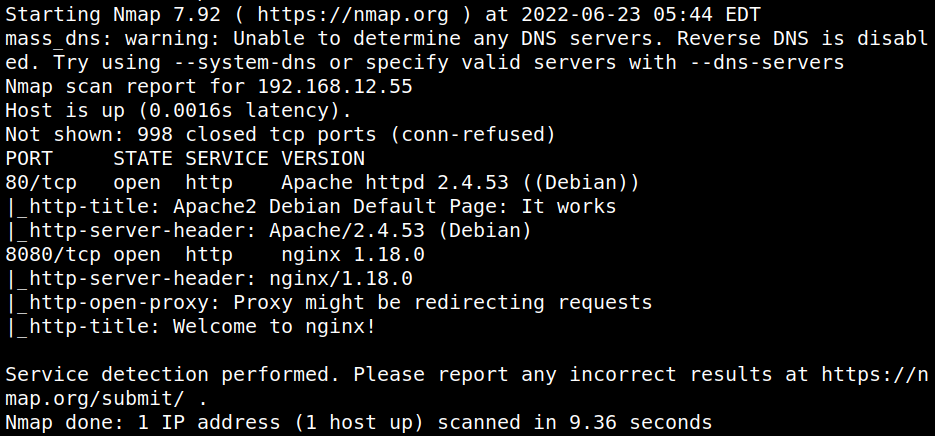 Starting Nmap 7.92 ( https://nmap.org ) at 2022-06-23 05:44 EDT
mass_dns: warning: Unable to determine any DNS servers. Reverse DNS is disabl
ed. Try using --system-dns or specify valid servers with --dns-servers
Nmap scan report for 192.168.12.55
Host is up (0.0016s latency).
Not shown: 998 closed tcp ports (conn-refused)
PORT     STATE SERVICE VERSION
80/tcp   open  http    Apache httpd 2.4.53 ((Debian))
|_http-title: Apache2 Debian Default Page: It works
|_http-server-header: Apache/2.4.53 (Debian)
8080/tcp open  http    nginx 1.18.0
|_http-server-header: nginx/1.18.0
|_http-open-proxy: Proxy might be redirecting requests
|_http-title: Welcome to nginx!

Service detection performed. Please report any incorrect results at https://n
map.org/submit/ .
Nmap done: 1 IP address (1 host up) scanned in 9.36 seconds